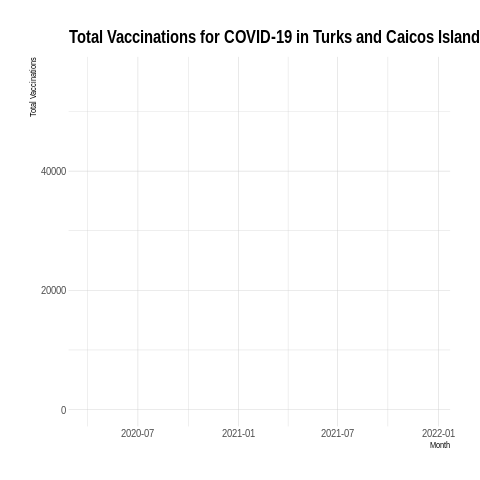 Total Vaccinations for COVID-19 in Turks and Caicos Island
Total Vaccinations
40000
20000
0
2020-07 2021-01 2021-07 2022-01
Month